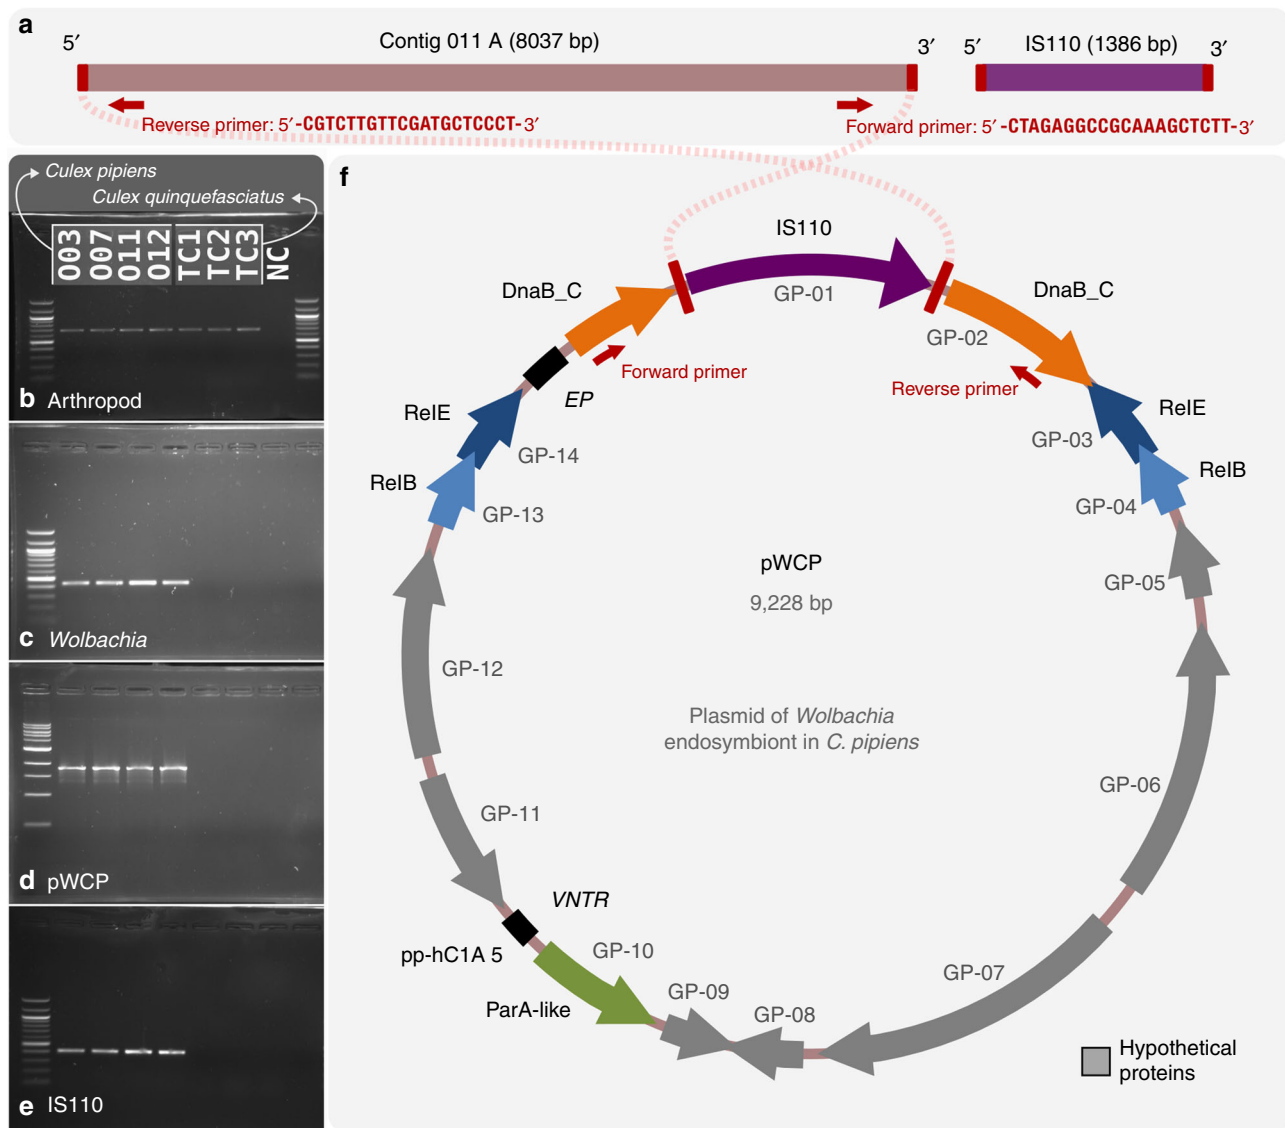 a
5′
Contig 011 A (8037 bp)
3′
5′
IS110 (1386 bp)
3′
Reverse primer: 5′-CGTCTTGTTCGATGCTCCCT-3′
Forward primer: 5′-CTAGAGGCCGCAAAGCTCTT-3′
Culex pipiens
Culex quinquefasciatus
O03
O07
O11
O12
TC1
TC2
TC3
NC
b Arthropod
c Wolbachia
d pWCP
e IS110
f
IS110
GP-01
DnaB_C
DnaB_C
GP-02
Forward primer
Reverse primer
EP
RelE
RelE
GP-03
GP-14
RelB
RelB
GP-04
GP-13
pWCP
GP-05
9,228 bp
GP-12
Plasmid of Wolbachia
endosymbiont in C. pipiens
GP-06
GP-11
VNTR
pp-hC1A 5
GP-10
GP-07
GP-09
ParA-like
GP-08
Hypothetical
proteins